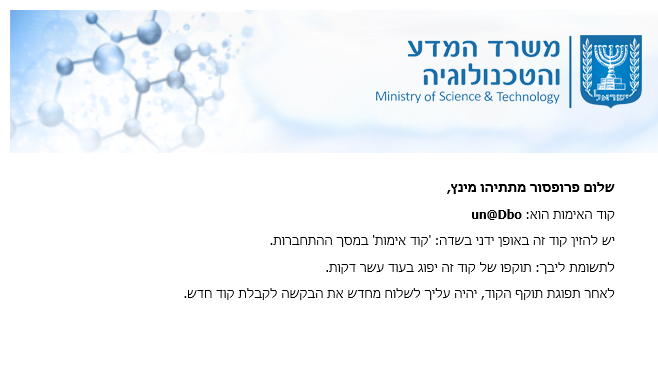 משרד המדע
והטכנולוגיה
Ministry of Science & Technology
ישראל
שלום פרופסור מתתיהו מינץ,
קוד האימות הוא: un@Dbo
יש להזין קוד זה באופן ידני בשדה: 'קוד אימות' במסך ההתחברות.
לתשומת ליבך: תוקפו של קוד זה יפוג בעוד עשר דקות.
לאחר תפוגת תוקף הקוד, יהיה עליך לשלוח מחדש את הבקשה לקבלת קוד חדש.